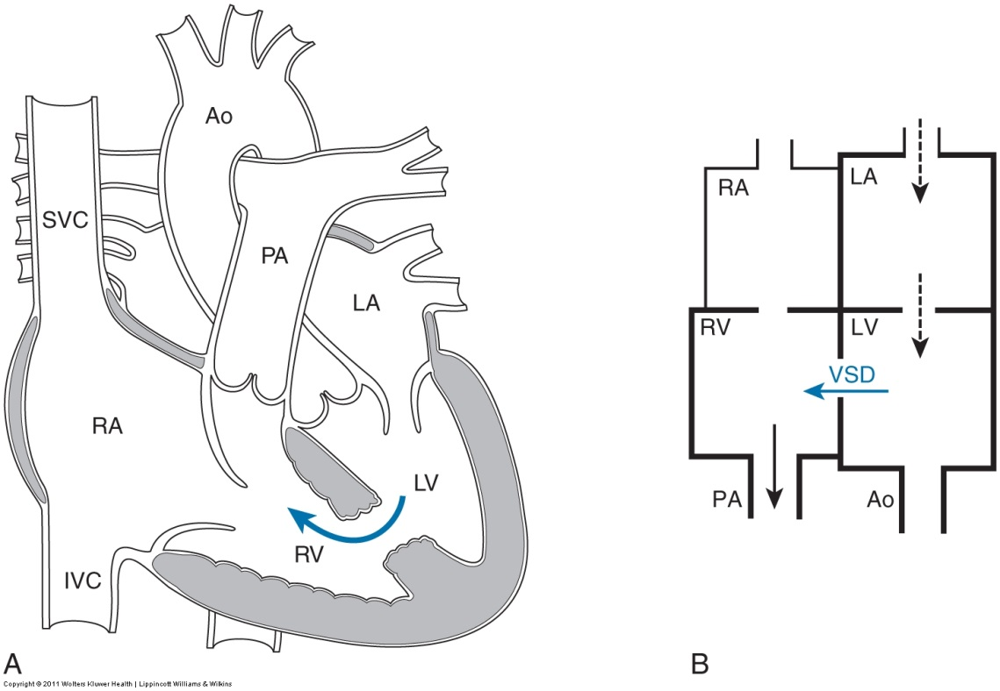 Ao
SVC
PA
LA
RA
LV
RV
IVC
A
Copyright © 2011 Wolters Kluwer Health | Lippincott Williams & Wilkins
RA
LA
RV
LV
VSD
PA
Ao
B